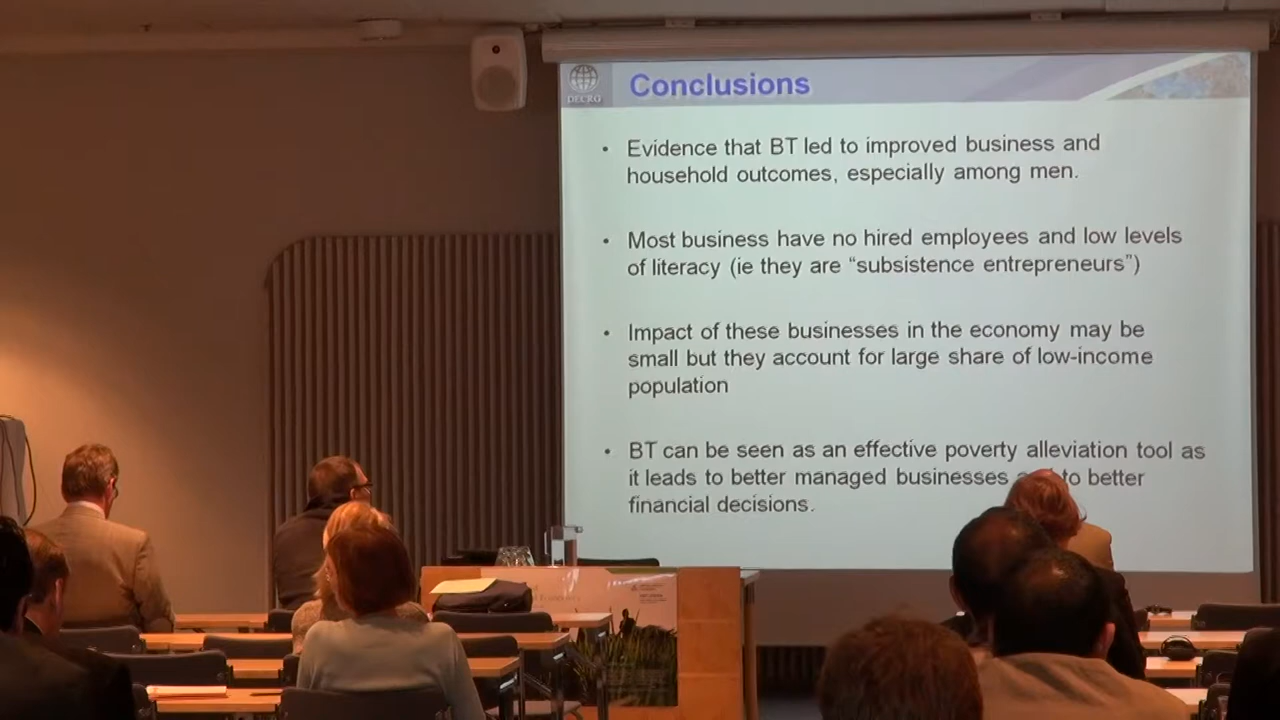 DECRG
Conclusions
• Evidence that BT led to improved business and
household outcomes, especially among men.
• Most business have no hired employees and low levels
of literacy (ie they are “subsistence entrepreneurs”)
• Impact of these businesses in the economy may be
small but they account for large share of low-income
population
• BT can be seen as an effective poverty alleviation tool as
it leads to better managed businesses to better
financial decisions.